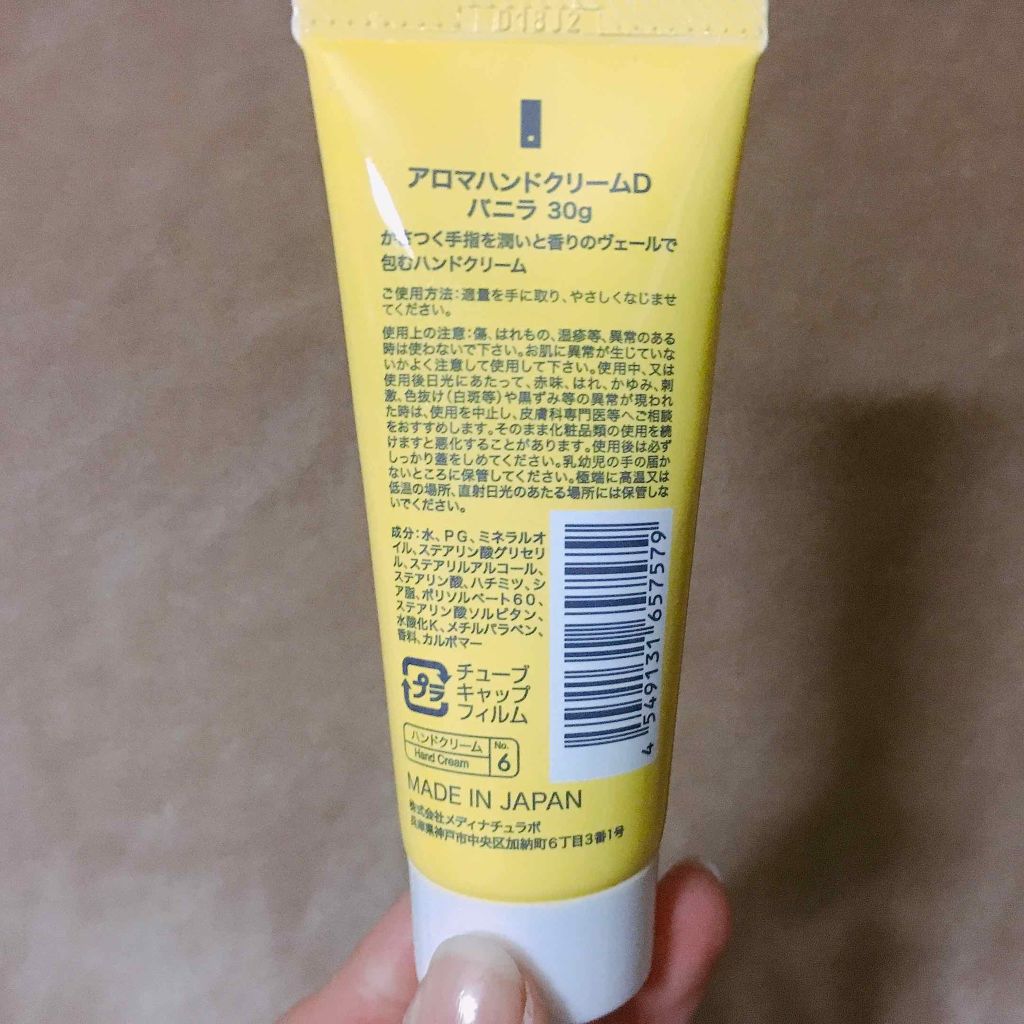 アロマハンドクリームD
バニラ 30g
かさつく手指を潤いと香りのヴェールで
包むハンドクリーム
ご使用方法：適量を手に取り、やさしくなじませ
てください。
使用上の注意：傷、はれもの、湿疹等、異常のある
時は使わないで下さい。お肌に異常が生じていな
いかよく注意して使用して下さい。使用中、又は
使用後日光にあたって、赤味、はれ、かゆみ、刺
激、色抜け（白斑等）や黒ずみ等の異常が現われ
た時は、使用を中止し、皮膚科専門医等へご相談
をおすすめします。そのまま化粧品類の使用を続
けますと悪化することがあります。使用後は必ず
しっかり蓋をしめてください。乳幼児の手の届か
ないところに保管してください。極端に高温又は
低温の場所、直射日光のあたる場所には保管しな
いでください。
成分：水、PG、ミネラルオ
イル、ステアリン酸グリセリ
ル、ステアリルアルコール、
ステアリン酸、ハチミツ、シ
ア脂、ポリソルベート60、
ステアリン酸ソルビタン、
水酸化K、メチルパラベン、
香料、カルボマー
4 549131 657579
プラ
チューブ
キャップ
フィルム
ハンドクリーム
Hand Cream
No.
6
MADE IN JAPAN
株式会社メディナチュラボ
兵庫県神戸市中央区加納町6丁目3番1号